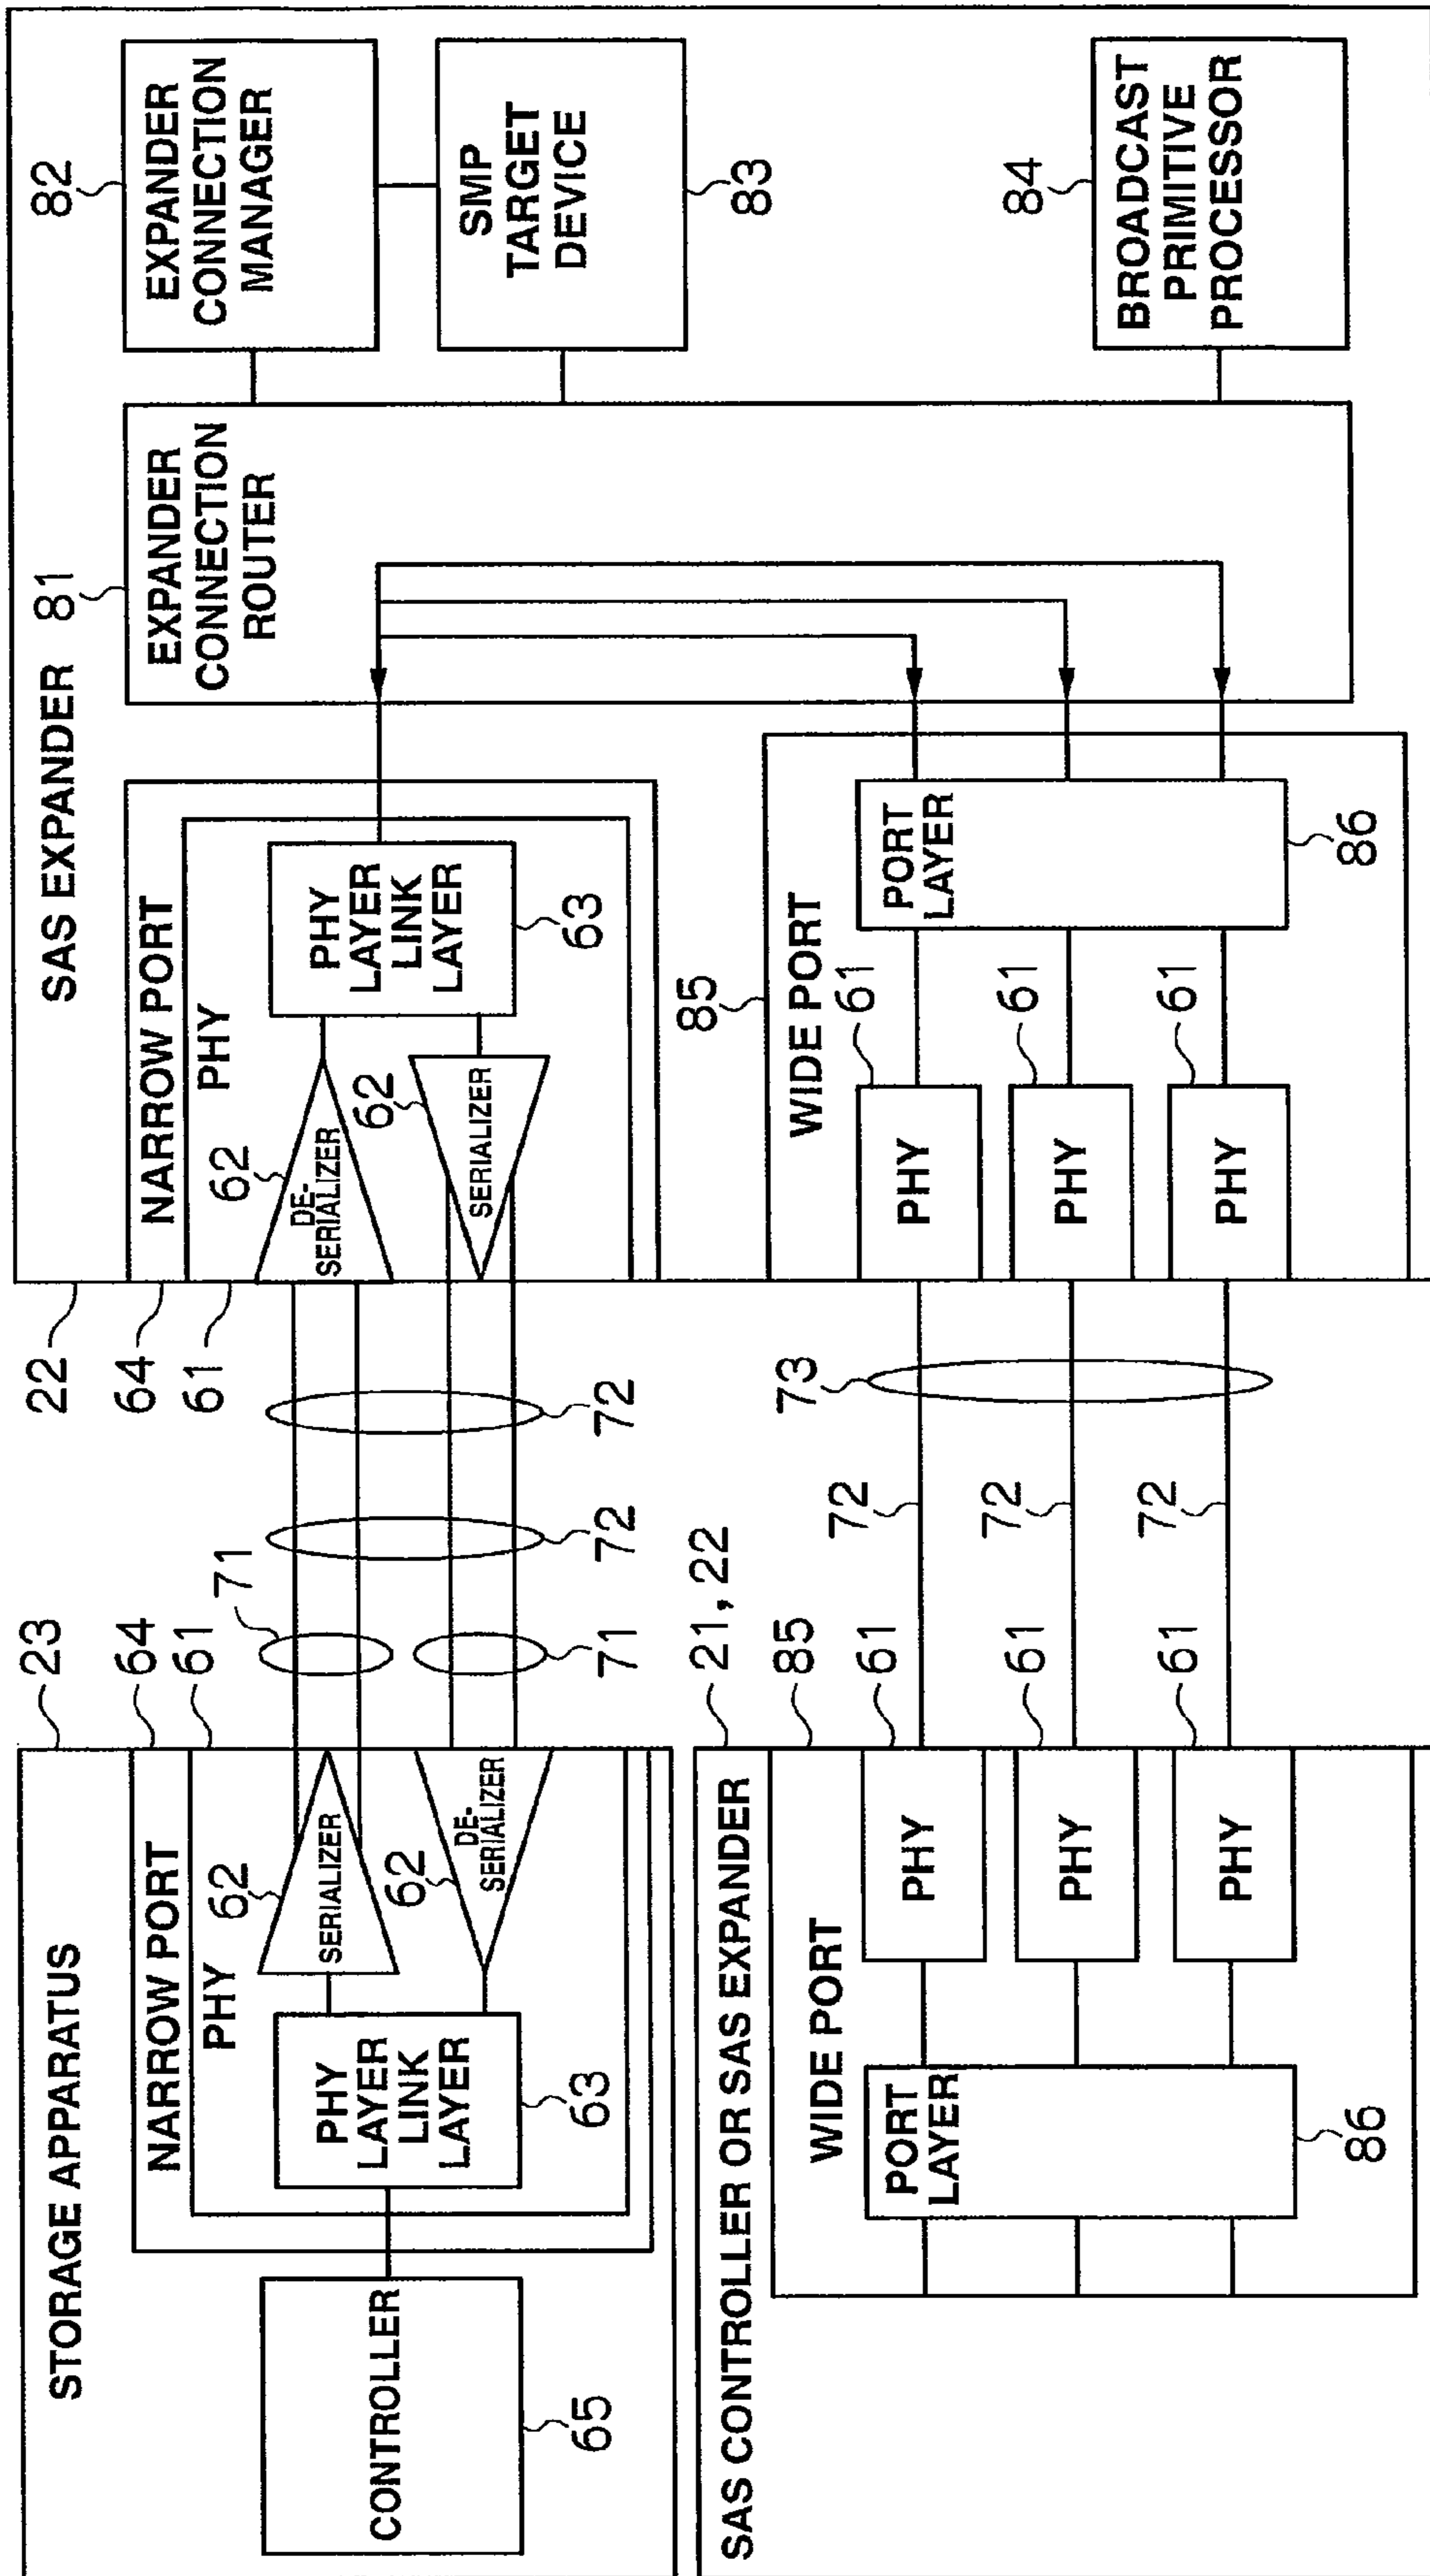 STORAGE APPARATUS
23
NARROW PORT
64
PHY
61
CONTROLLER
65
PHY
LAYER
LINK
LAYER
63
62
SERIALIZER
62
DE-
SERIALIZER
71
71
72
72
SAS EXPANDER
22
NARROW PORT
64
PHY
61
62
DE-
SERIALIZER
62
SERIALIZER
PHY
LAYER
LINK
LAYER
63
81
EXPANDER
CONNECTION
ROUTER
82
EXPANDER
CONNECTION
MANAGER
SMP
TARGET
DEVICE
83
84
BROADCAST
PRIMITIVE
PROCESSOR
SAS CONTROLLER OR SAS EXPANDER
21, 22
WIDE PORT
85
PORT
LAYER
86
PHY
61
PHY
61
PHY
61
72
72
72
73
85
WIDE PORT
PHY
61
PHY
61
PHY
61
PORT
LAYER
86